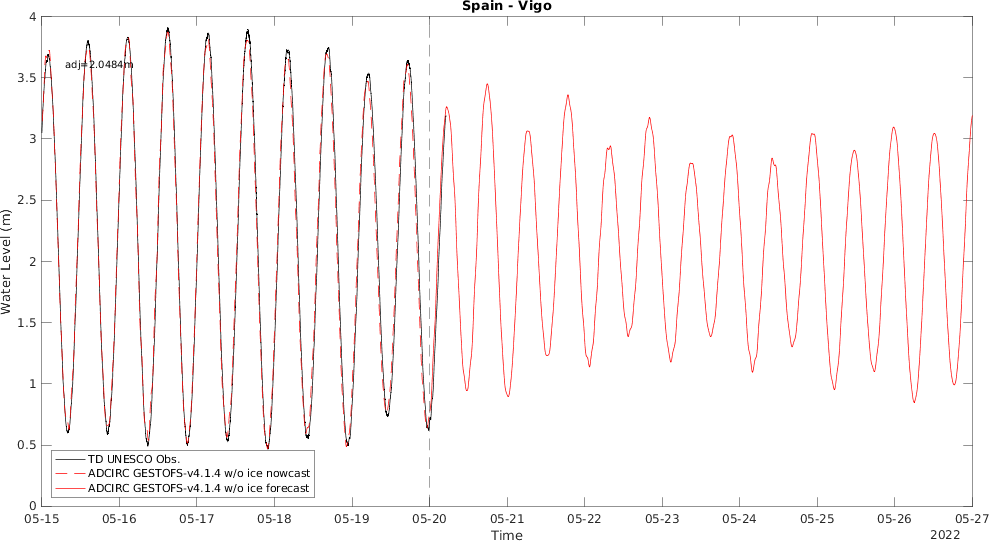 Spain - Vigo
4
3.5
3
2.5
2
1.5
1
0.5
0
Water Level (m)
adj=2.0484m
TD UNESCO Obs.
ADCIRC GESTOFS-v4.1.4 w/o ice nowcast
ADCIRC GESTOFS-v4.1.4 w/o ice forecast
05-15 05-16 05-17 05-18 05-19 05-20 05-21 05-22 05-23 05-24 05-25 05-26 05-27
Time
2022